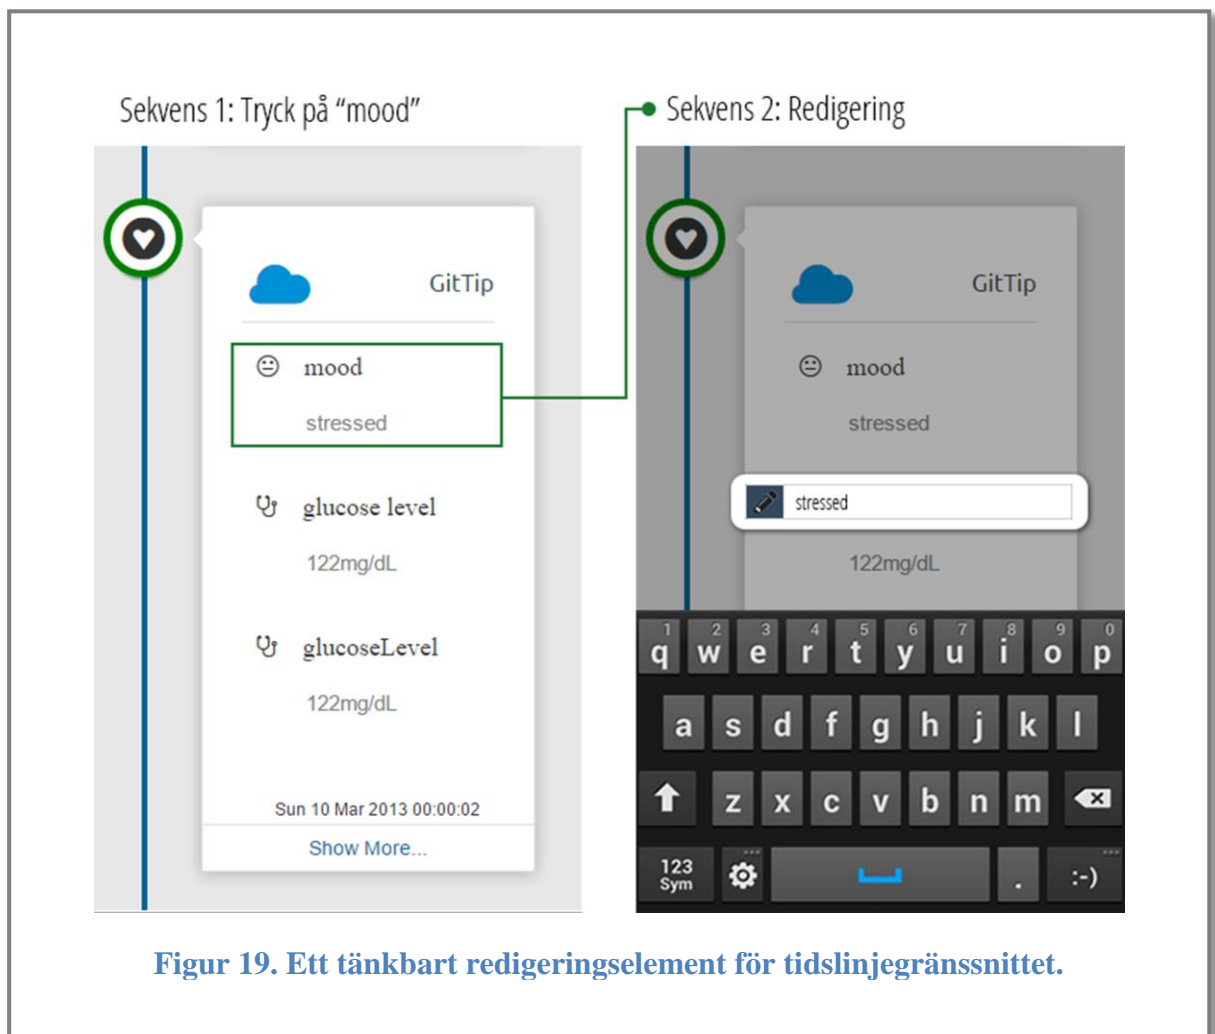 Sekvens 1: Tryck på “mood”
GitTip
mood
stressed
glucose level
122mg/dL
glucoseLevel
122mg/dL
Sun 10 Mar 2013 00:00:02
Show More...
Sekvens 2: Redigering
GitTip
mood
stressed
stressed
122mg/dL
1 2 3 4 5 6 7 8 9 0
q w e r t y u i o p
a s d f g h j k l
z x c v b n m
123
Sym
. :-)
Figur 19. Ett tänkbart redigeringselement för tidslinjegränssnittet.